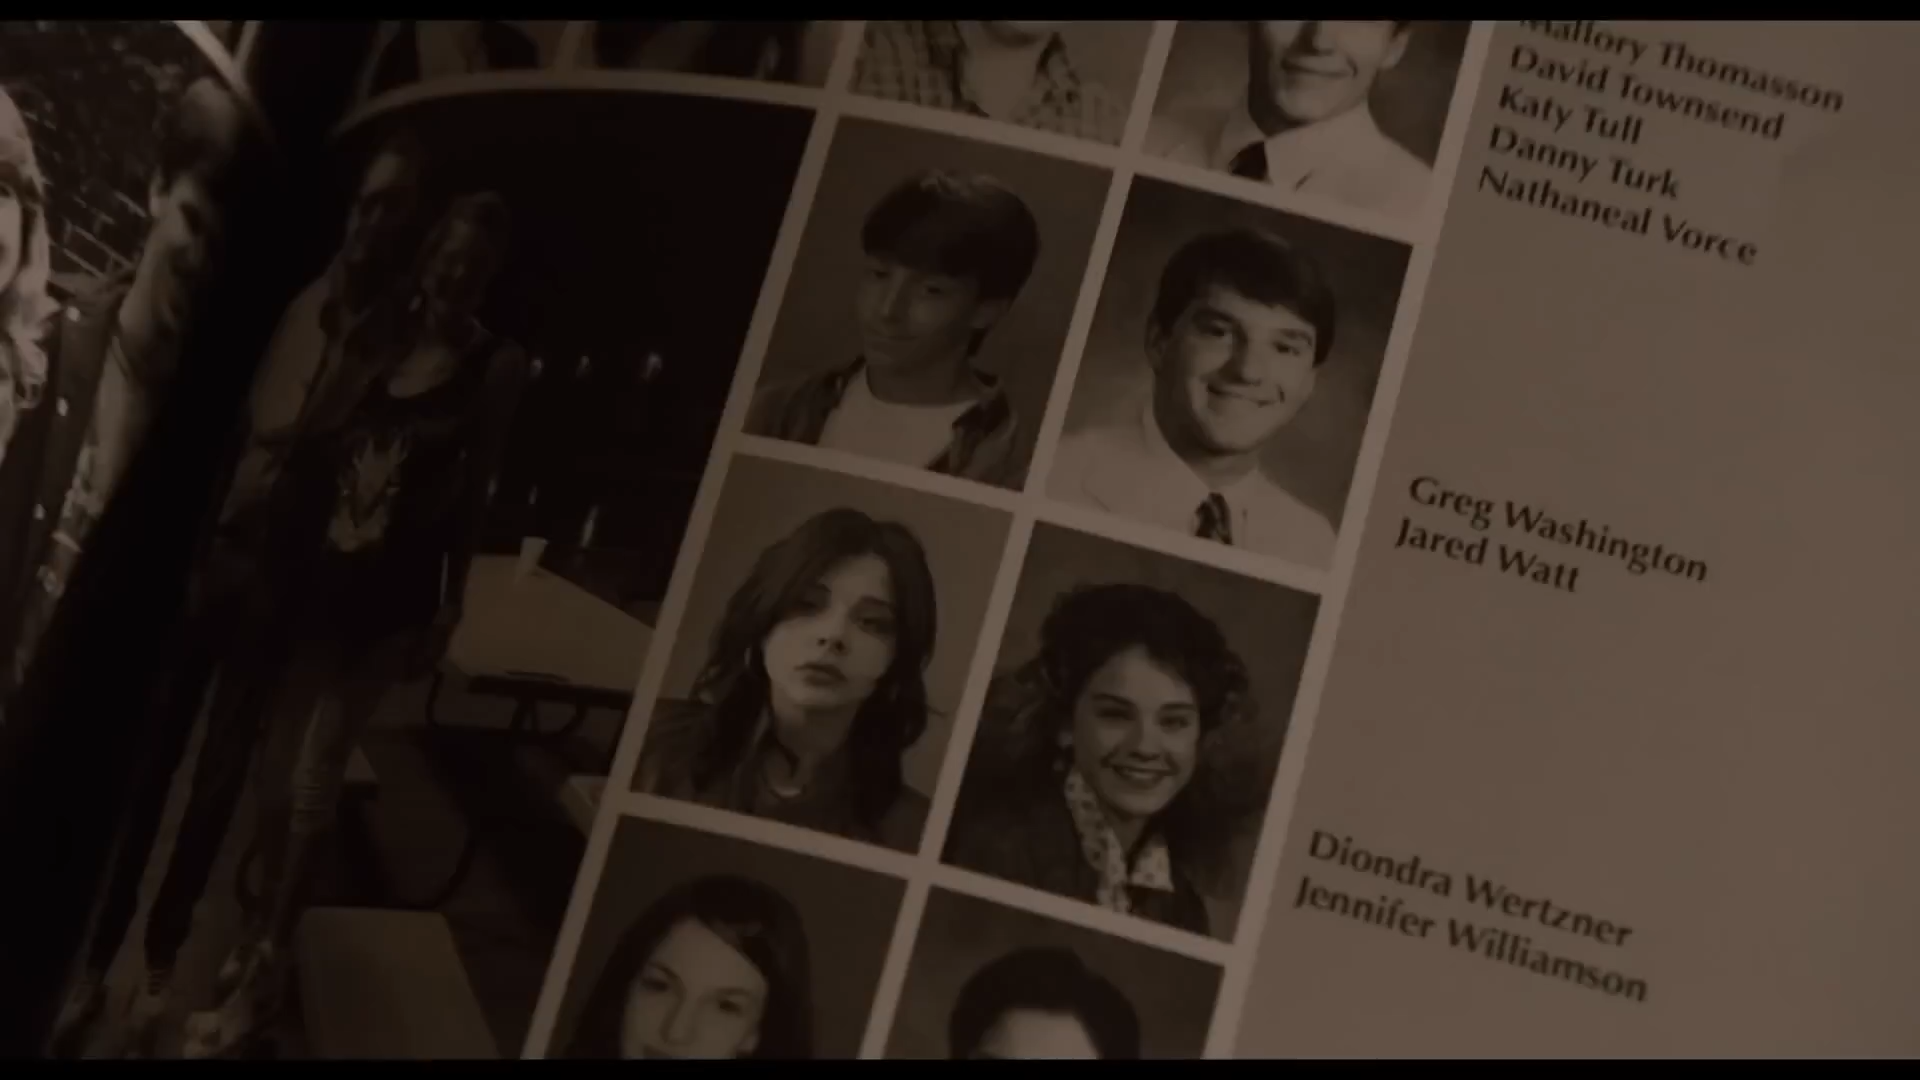 Mallory Thomasson
David Townsend
Katy Tull
Danny Turk
Nathaneal Vorce
Greg Washington
Jared Watt
Diondra Wertzner
Jennifer Williamson